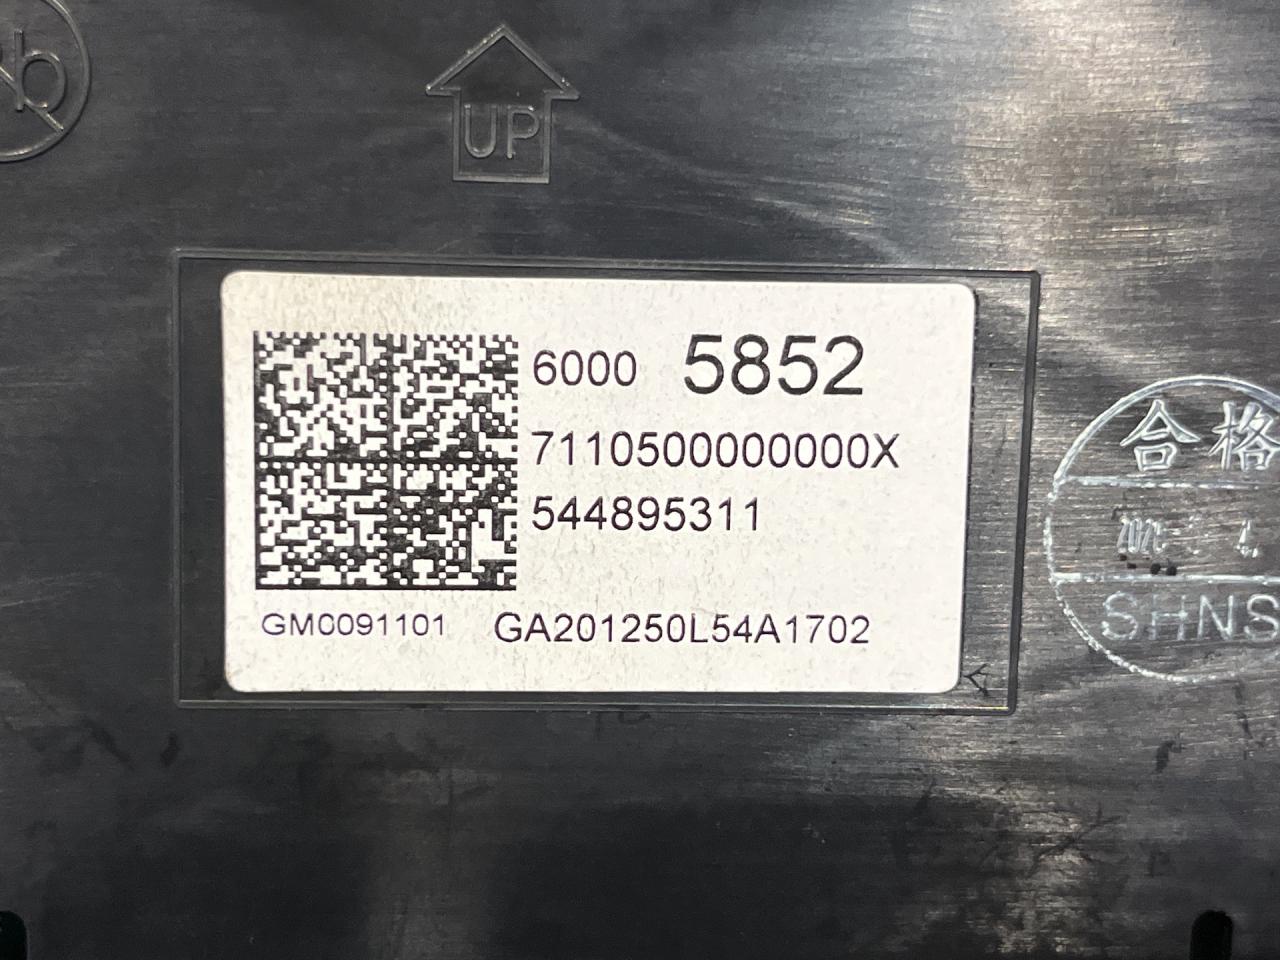 UP
6000 5852
7110500000000X
544895311
GM0091101 GA201250L54A1702
合格
SHNS